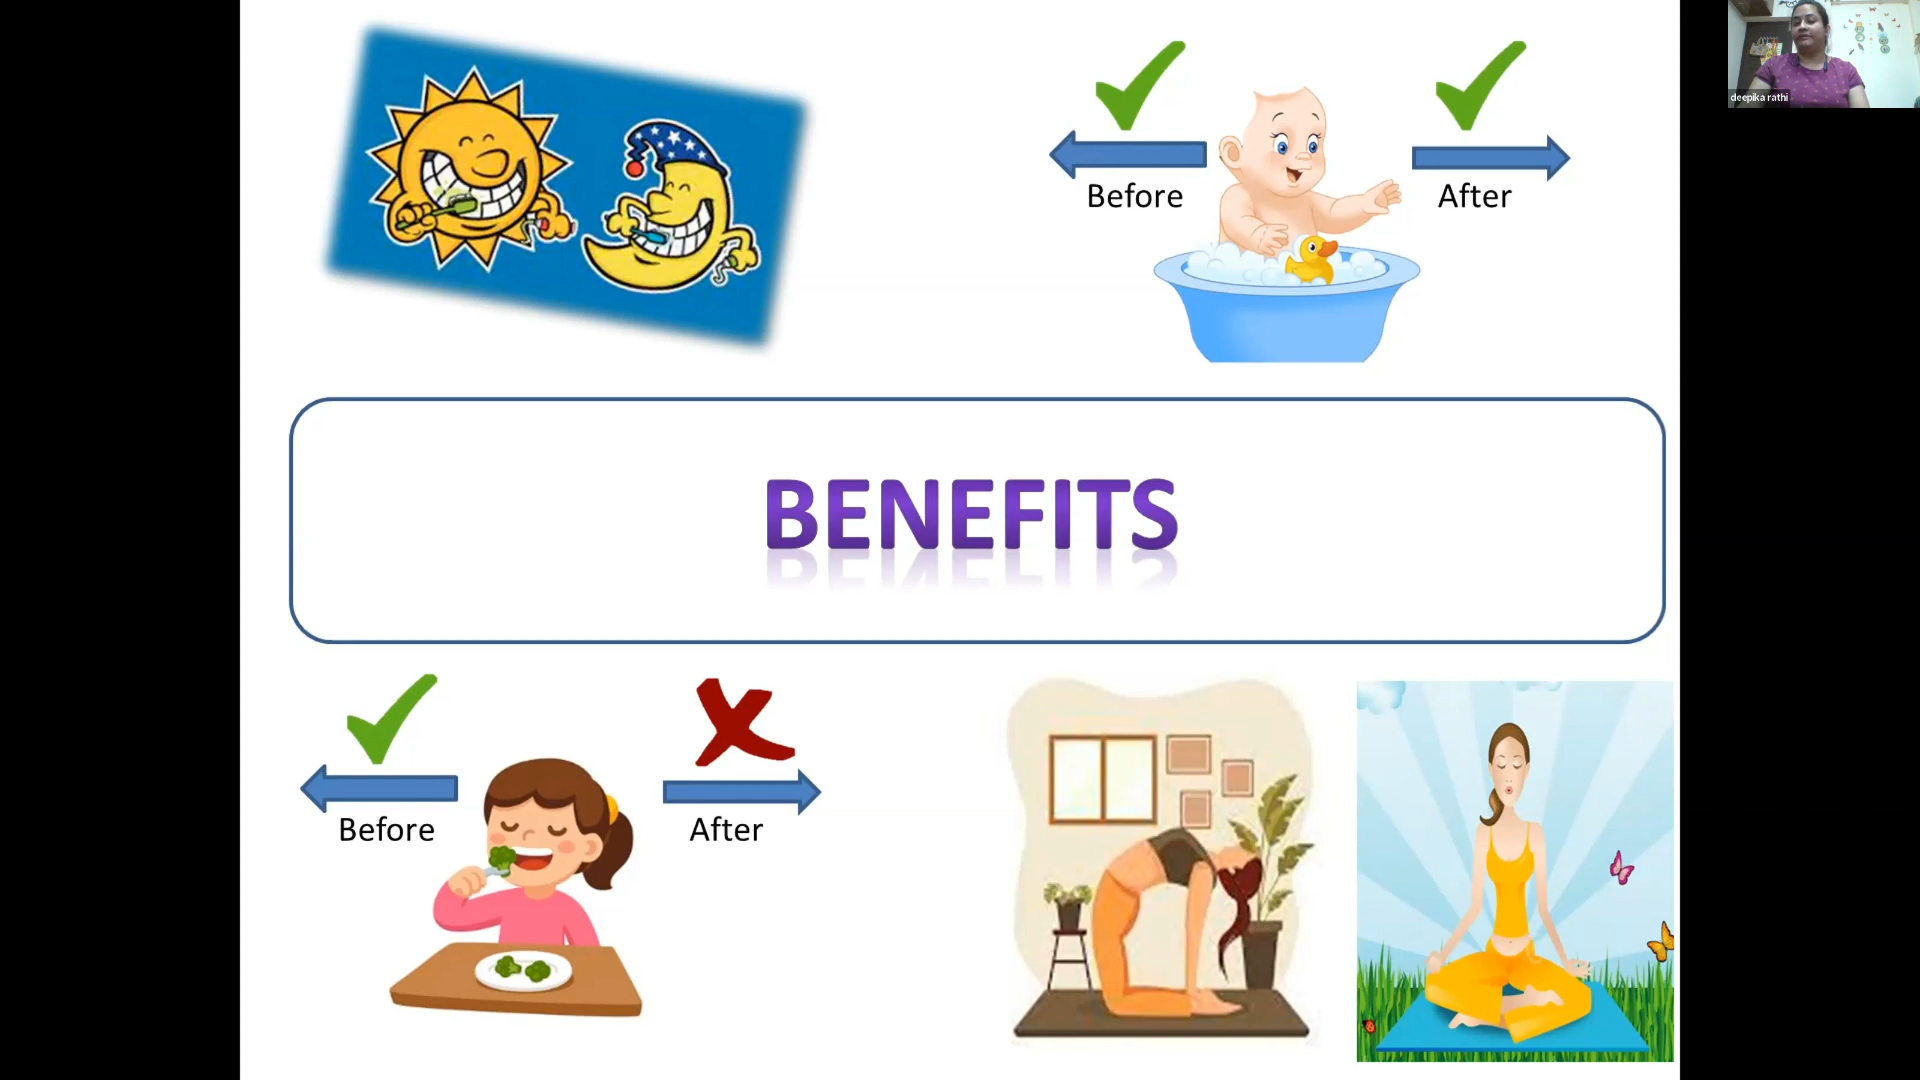 deepika rathi
Before
After
BENEFITS
Before
After